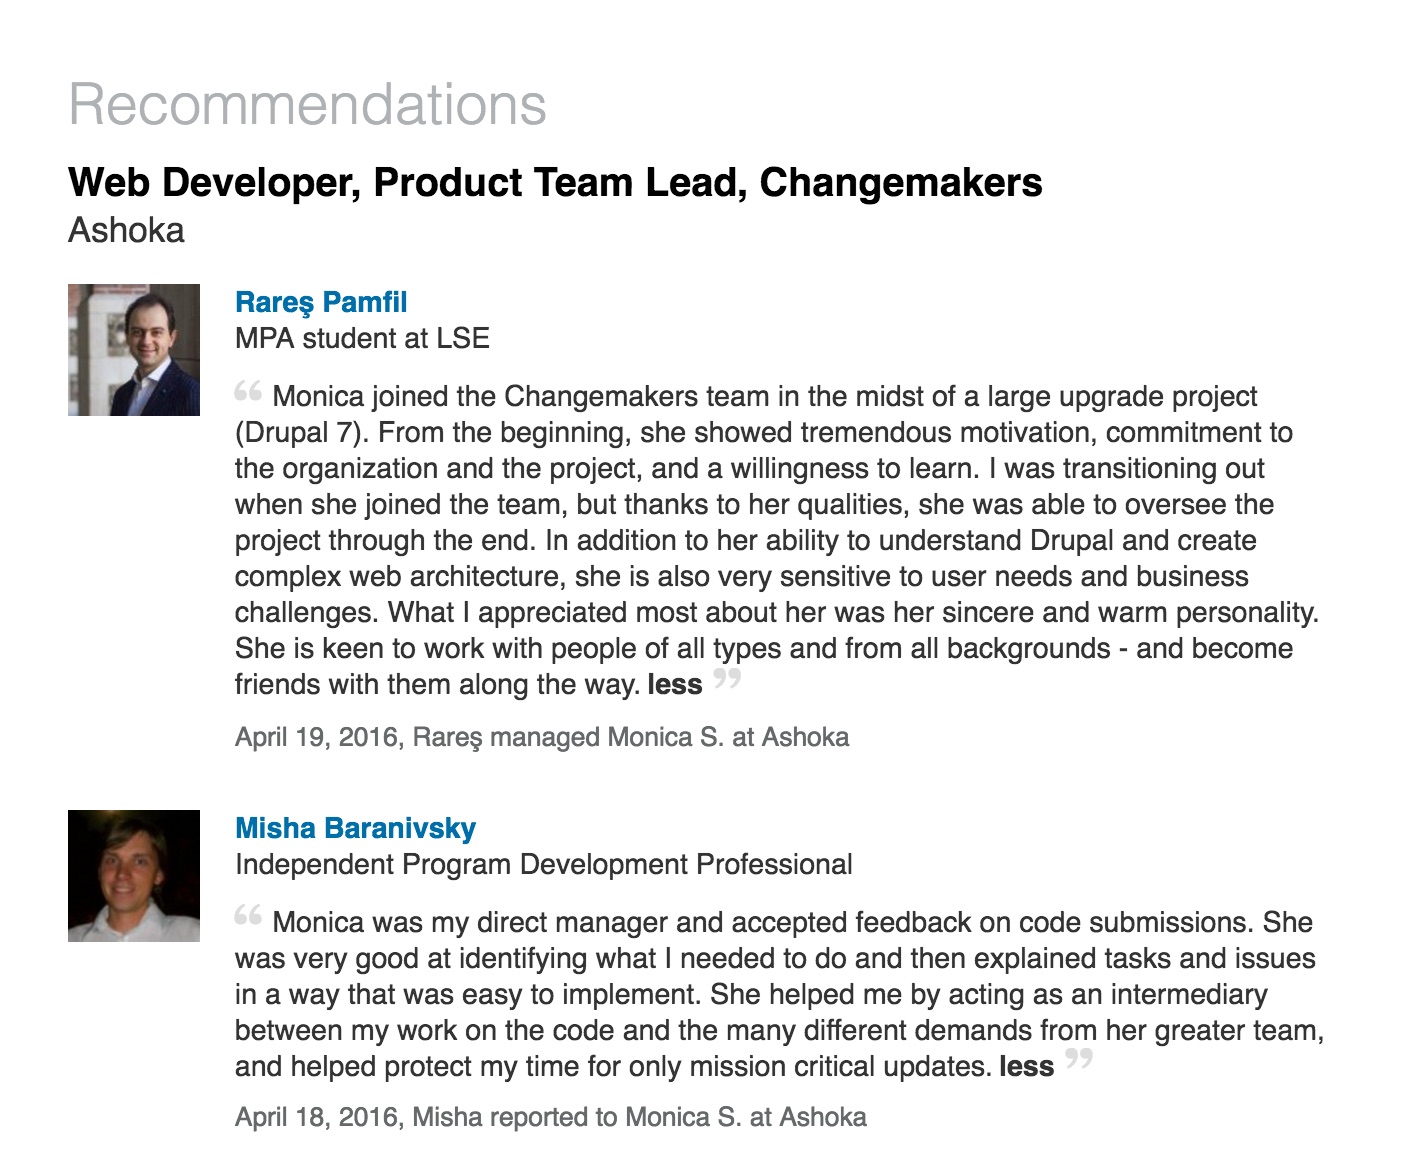 Recommendations
Web Developer, Product Team Lead, Changemakers
Ashoka
Rareş Pamfil
MPA student at LSE
“ Monica joined the Changemakers team in the midst of a large upgrade project
(Drupal 7). From the beginning, she showed tremendous motivation, commitment to
the organization and the project, and a willingness to learn. I was transitioning out
when she joined the team, but thanks to her qualities, she was able to oversee the
project through the end. In addition to her ability to understand Drupal and create
complex web architecture, she is also very sensitive to user needs and business
challenges. What I appreciated most about her was her sincere and warm personality.
She is keen to work with people of all types and from all backgrounds - and become
friends with them along the way. less ”
April 19, 2016, Rareş managed Monica S. at Ashoka
Misha Baranivsky
Independent Program Development Professional
“ Monica was my direct manager and accepted feedback on code submissions. She
was very good at identifying what I needed to do and then explained tasks and issues
in a way that was easy to implement. She helped me by acting as an intermediary
between my work on the code and the many different demands from her greater team,
and helped protect my time for only mission critical updates. less ”
April 18, 2016, Misha reported to Monica S. at Ashoka